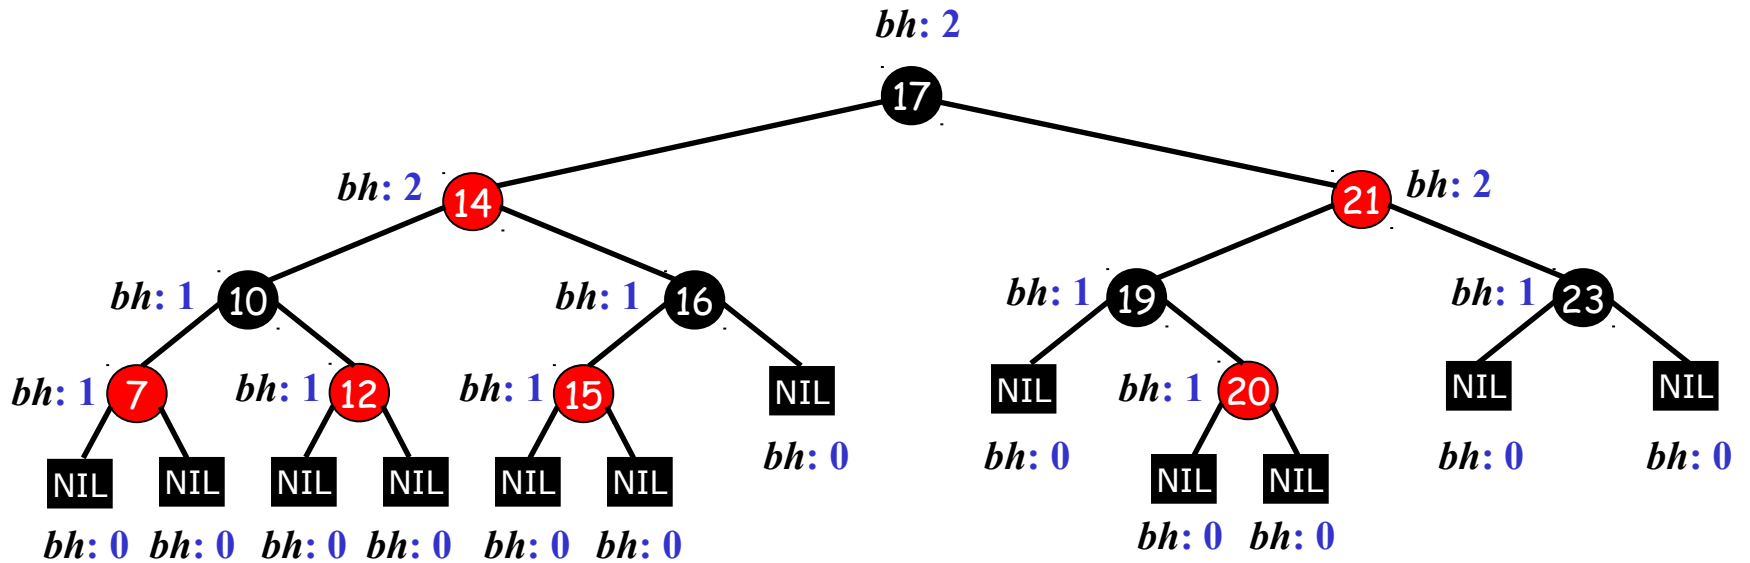 bh: 2
17
bh: 2 14 21 bh: 2
bh: 1 10 bh: 1 16 bh: 1 19 bh: 1 23
bh: 1 7 bh: 1 12 bh: 1 15 NIL NIL bh: 1 20 NIL NIL
bh: 0 bh: 0 bh: 0 bh: 0
NIL NIL NIL NIL NIL NIL NIL NIL
bh: 0 bh: 0 bh: 0 bh: 0 bh: 0 bh: 0 bh: 0 bh: 0